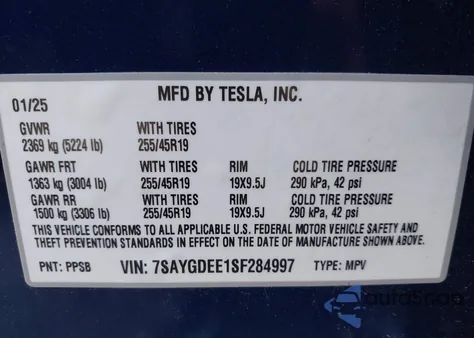 MFD BY TESLA, INC.
01/25
GVWR WITH TIRES
2369 kg (5224 lb) 255/45R19
GAWR FRT WITH TIRES RIM COLD TIRE PRESSURE
1363 kg (3004 lb) 255/45R19 19X9.5J 290 kPa, 42 psi
GAWR RR WITH TIRES RIM COLD TIRE PRESSURE
1500 kg (3306 lb) 255/45R19 19X9.5J 290 kPa, 42 psi
THIS VEHICLE CONFORMS TO ALL APPLICABLE U.S. FEDERAL MOTOR VEHICLE SAFETY AND
THEFT PREVENTION STANDARDS IN EFFECT ON THE DATE OF MANUFACTURE SHOWN ABOVE.
PNT: PPSB VIN: 7SAYGDEE1SF284997 TYPE: MPV